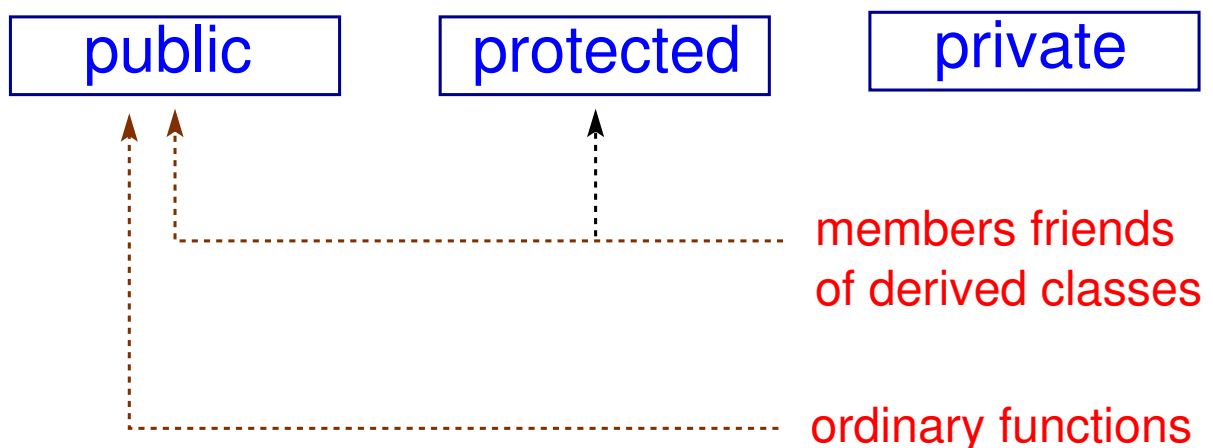 public
protected
private
members friends
of derived classes
ordinary functions